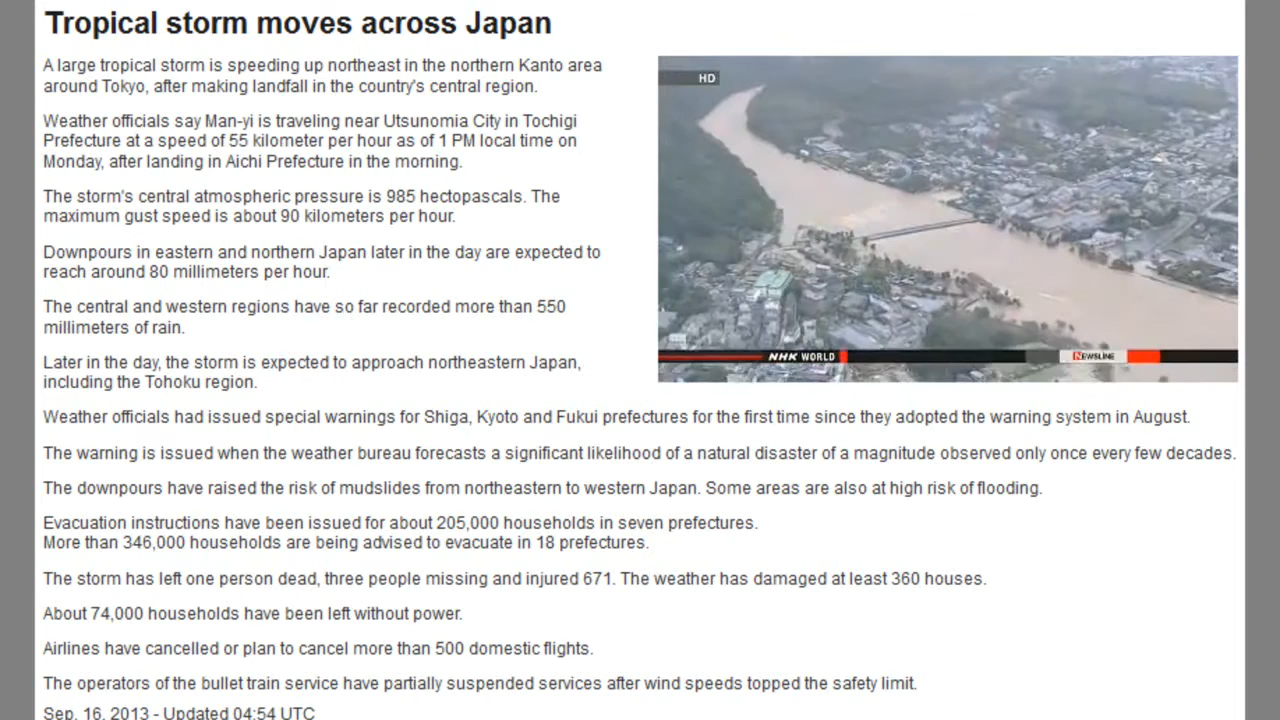 Tropical storm moves across Japan
A large tropical storm is speeding up northeast in the northern Kanto area
around Tokyo, after making landfall in the country's central region.
Weather officials say Man-yi is traveling near Utsunomia City in Tochigi
Prefecture at a speed of 55 kilometer per hour as of 1 PM local time on
Monday, after landing in Aichi Prefecture in the morning.
The storm's central atmospheric pressure is 985 hectopascals. The
maximum gust speed is about 90 kilometers per hour.
Downpours in eastern and northern Japan later in the day are expected to
reach around 80 millimeters per hour.
The central and western regions have so far recorded more than 550
millimeters of rain.
Later in the day, the storm is expected to approach northeastern Japan,
including the Tohoku region.
HD
NHK WORLD
NEWSLINE
Weather officials had issued special warnings for Shiga, Kyoto and Fukui prefectures for the first time since they adopted the warning system in August.
The warning is issued when the weather bureau forecasts a significant likelihood of a natural disaster of a magnitude observed only once every few decades.
The downpours have raised the risk of mudslides from northeastern to western Japan. Some areas are also at high risk of flooding.
Evacuation instructions have been issued for about 205,000 households in seven prefectures.
More than 346,000 households are being advised to evacuate in 18 prefectures.
The storm has left one person dead, three people missing and injured 671. The weather has damaged at least 360 houses.
About 74,000 households have been left without power.
Airlines have cancelled or plan to cancel more than 500 domestic flights.
The operators of the bullet train service have partially suspended services after wind speeds topped the safety limit.
Sep. 16, 2013 - Updated 04:54 UTC